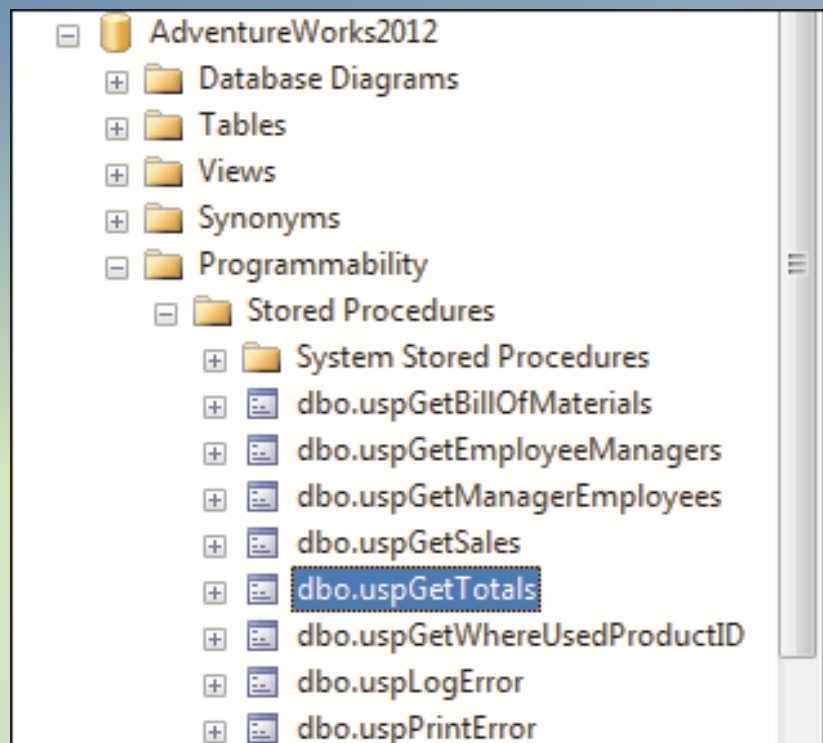 AdventureWorks2012
Database Diagrams
Tables
Views
Synonyms
Programmability
Stored Procedures
System Stored Procedures
dbo.uspGetBillOfMaterials
dbo.uspGetEmployeeManagers
dbo.uspGetManagerEmployees
dbo.uspGetSales
dbo.uspGetTotals
dbo.uspGetWhereUsedProductID
dbo.uspLogError
dbo.uspPrintError